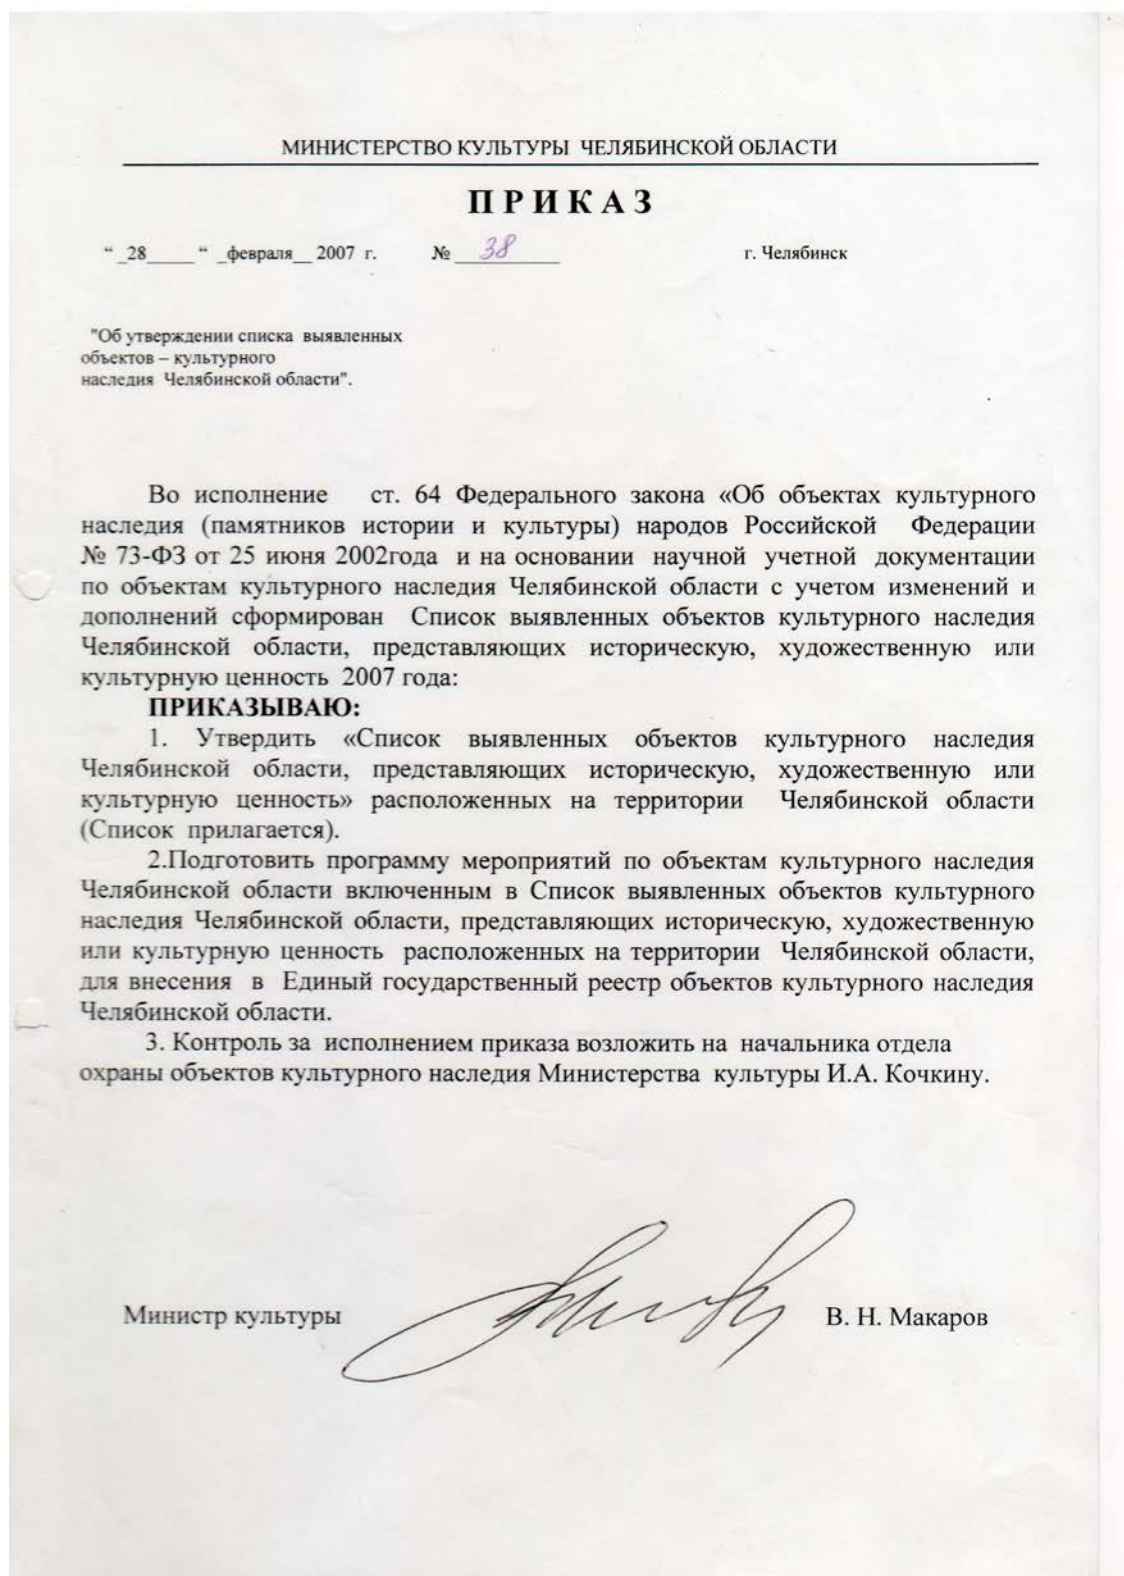 МИНИСТЕРСТВО КУЛЬТУРЫ ЧЕЛЯБИНСКОЙ ОБЛАСТИ
ПРИКАЗ
“ _28_____ “ _февраля__ 2007 г. № 38 г. Челябинск
"Об утверждении списка выявленных
объектов – культурного
наследия Челябинской области".
Во исполнение ст. 64 Федерального закона «Об объектах культурного
наследия (памятников истории и культуры) народов Российской Федерации
№ 73-ФЗ от 25 июня 2002года и на основании научной учетной документации
по объектам культурного наследия Челябинской области с учетом изменений и
дополнений сформирован Список выявленных объектов культурного наследия
Челябинской области, представляющих историческую, художественную или
культурную ценность 2007 года:
ПРИКАЗЫВАЮ:
1. Утвердить «Список выявленных объектов культурного наследия
Челябинской области, представляющих историческую, художественную или
культурную ценность» расположенных на территории Челябинской области
(Список прилагается).
2.Подготовить программу мероприятий по объектам культурного наследия
Челябинской области включенным в Список выявленных объектов культурного
наследия Челябинской области, представляющих историческую, художественную
или культурную ценность расположенных на территории Челябинской области,
для внесения в Единый государственный реестр объектов культурного наследия
Челябинской области.
3. Контроль за исполнением приказа возложить на начальника отдела
охраны объектов культурного наследия Министерства культуры И.А. Кочкину.
Министр культуры В. Н. Макаров